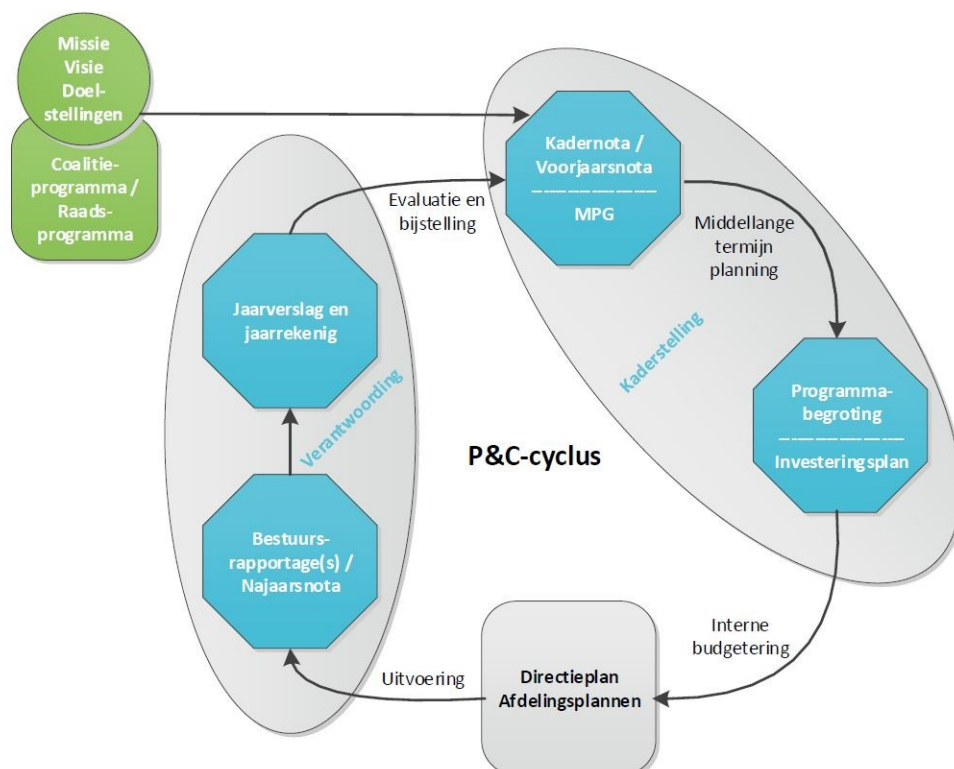 Missie
Visie
Doel-
stellingen
Coalitie-
programma /
Raads-
programma
Kadernota /
Voorjaarsnota
MPG
Evaluatie en
bijstelling
Middellange
termijn
planning
Jaarverslag en
jaarrekenig
Kaderstelling
Verantwoording
Programma-
begroting
Investeringsplan
P&C-cyclus
Bestuurs-
rapportage(s) /
Najaarsnota
Interne
budgetering
Uitvoering
Directieplan
Afdelingsplannen